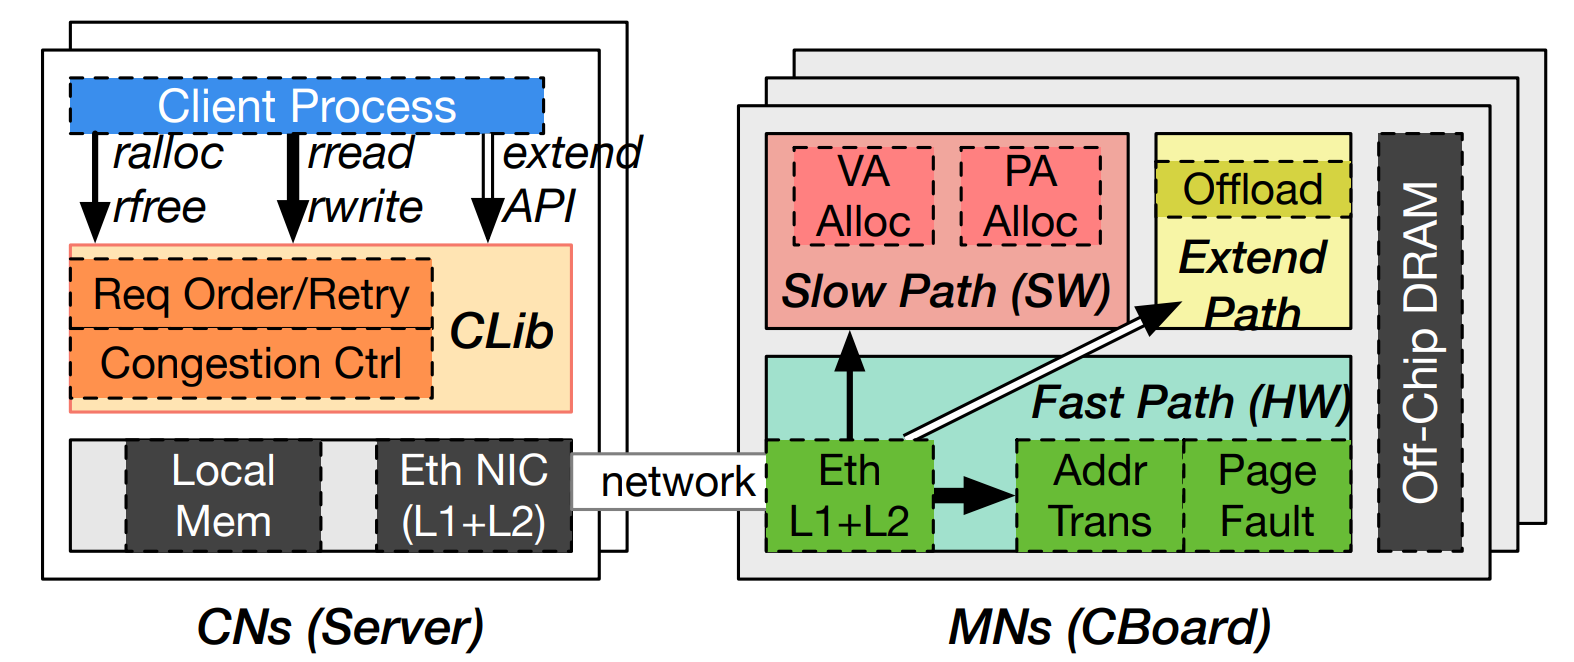 Client Process
ralloc
rfree
rread
rwrite
extend
API
Req Order/Retry
Congestion Ctrl
CLib
Local
Mem
Eth NIC
(L1+L2)
network
CNs (Server)
VA
Alloc
PA
Alloc
Slow Path (SW)
Offload
Extend
Path
Fast Path (HW)
Eth
L1+L2
Addr
Trans
Page
Fault
Off-Chip DRAM
MNs (CBoard)